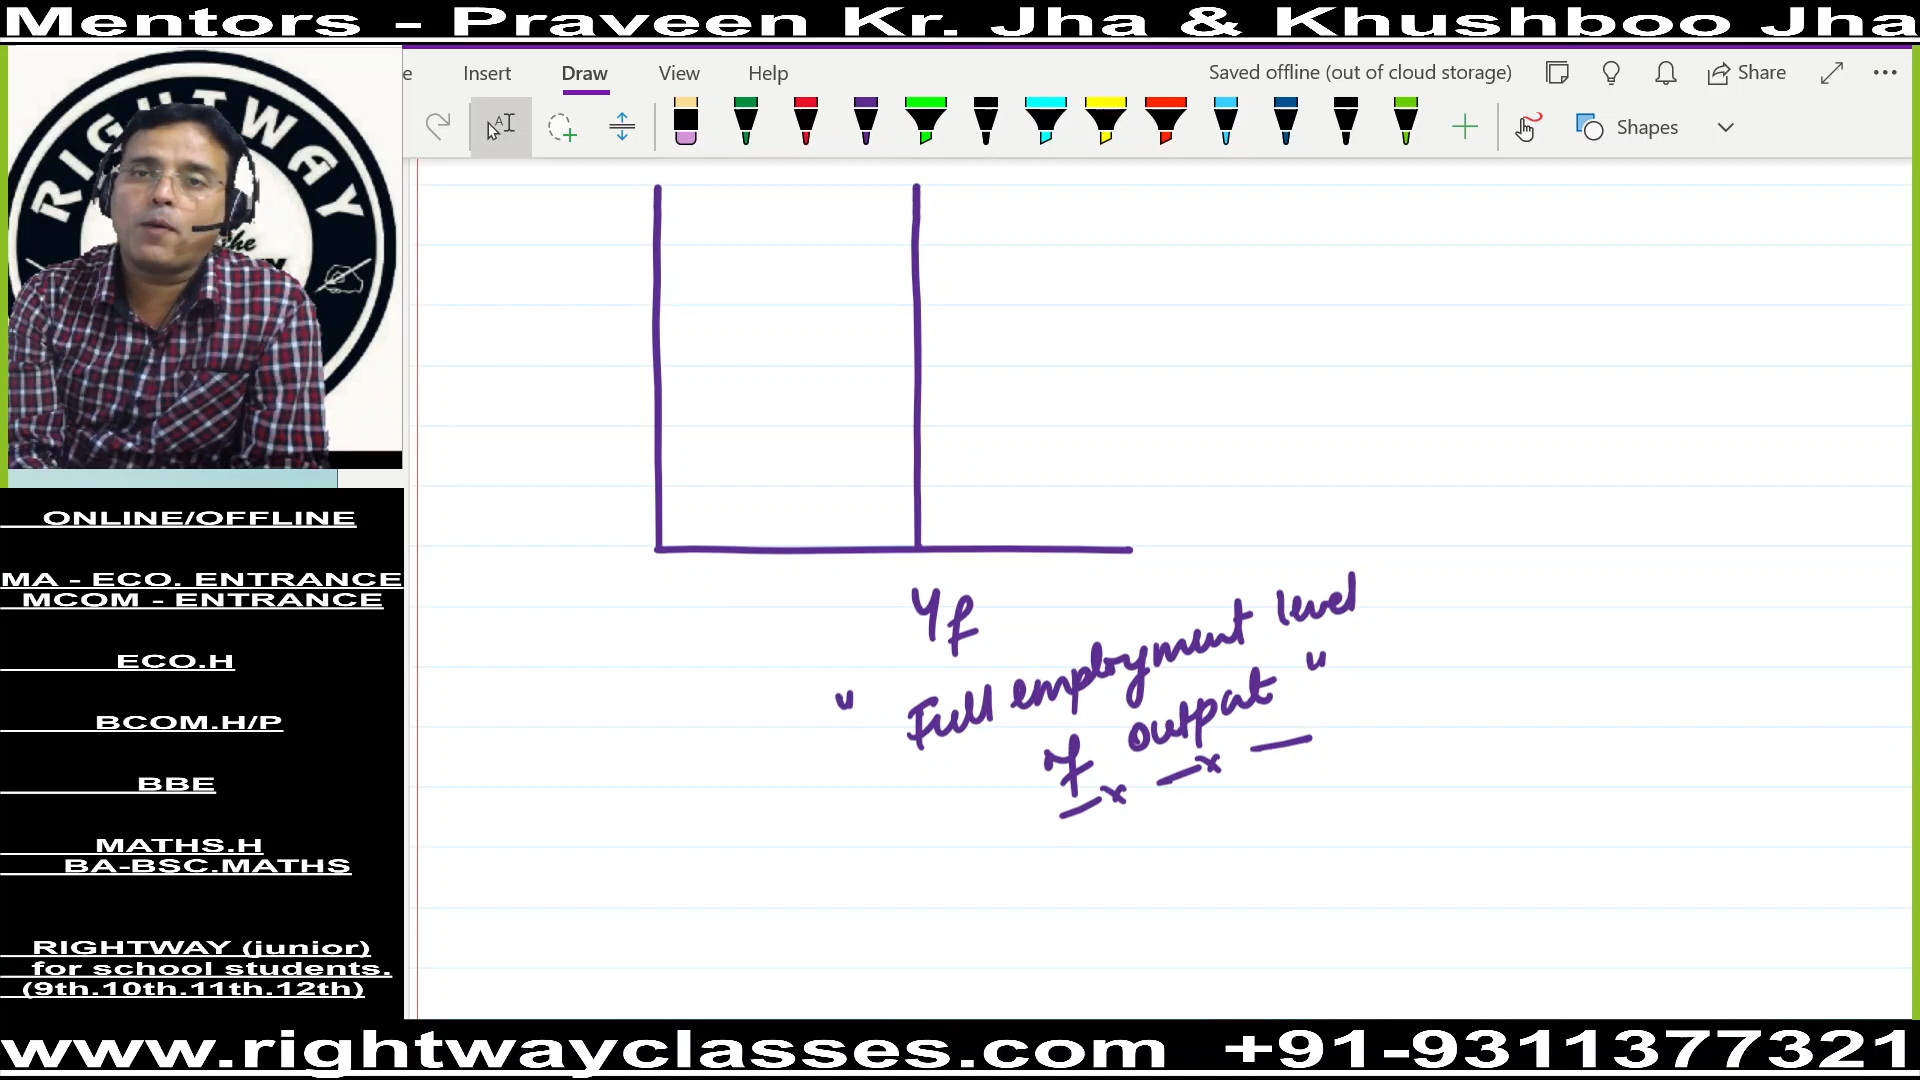 Mentors - Praveen Kr. Jha & Khushboo Jha
e Insert Draw View Help
Saved offline (out of cloud storage) Share
Shapes
RIGHTWAY
the
ONLINE/OFFLINE
MA - ECO. ENTRANCE
MCOM - ENTRANCE
ECO.H
BCOM.H/P
BBE
MATHS.H
BA-BSC.MATHS
RIGHTWAY (junior)
for school students.
(9th.10th.11th.12th)
Yf
" Full employment level
of output "
www.rightwayclasses.com +91-9311377321